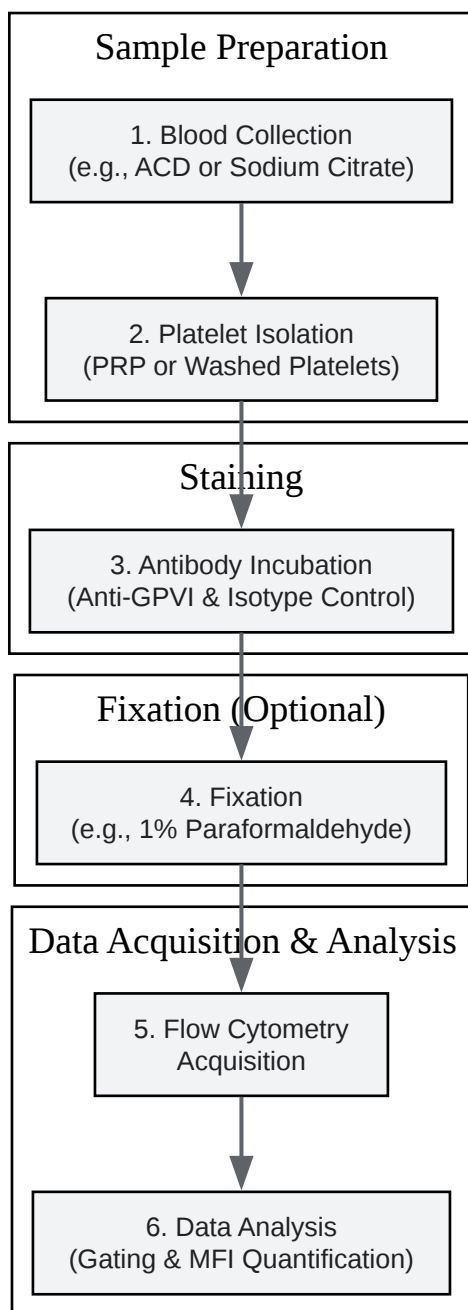 Sample Preparation
1. Blood Collection
(e.g., ACD or Sodium Citrate)
2. Platelet Isolation
(PRP or Washed Platelets)
Staining
3. Antibody Incubation
(Anti-GPVI & Isotype Control)
Fixation (Optional)
4. Fixation
(e.g., 1% Paraformaldehyde)
Data Acquisition & Analysis
5. Flow Cytometry
Acquisition
6. Data Analysis
(Gating & MFI Quantification)